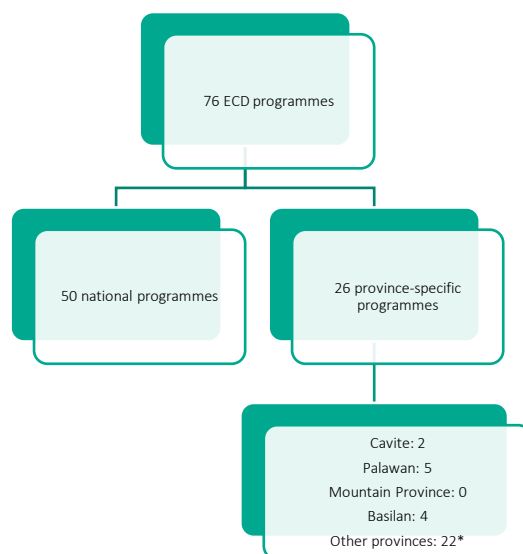 76 ECD programmes
50 national programmes
26 province-specific
programmes
Cavite: 2
Palawan: 5
Mountain Province: 0
Basilan: 4
Other provinces: 22*